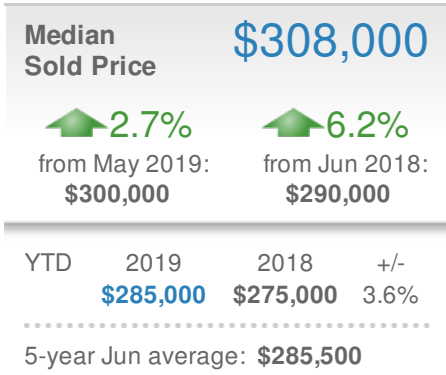 Median $308,000
Sold Price
2.7% 6.2%
from May 2019: from Jun 2018:
$300,000 $290,000
YTD 2019 2018 +/-
$285,000 $275,000 3.6%
5-year Jun average: $285,500